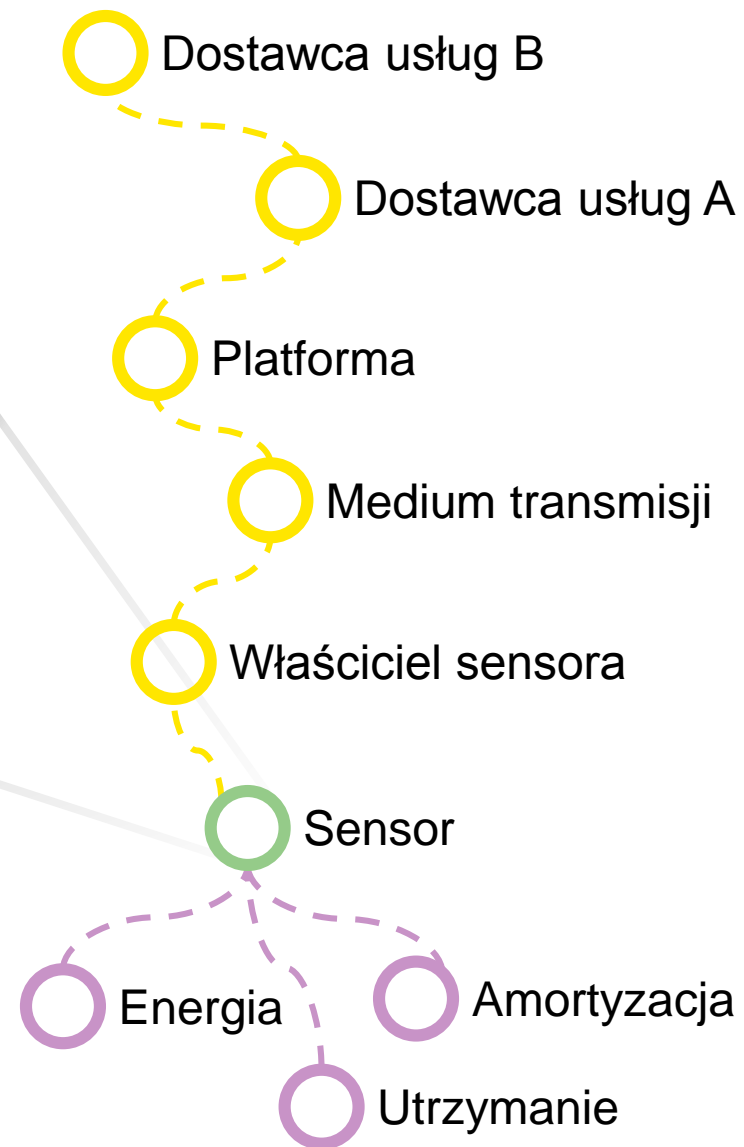 Dostawca usług B
Dostawca usług A
Platforma
Medium transmisji
Właściciel sensora
Sensor
Energia
Amortyzacja
Utrzymanie